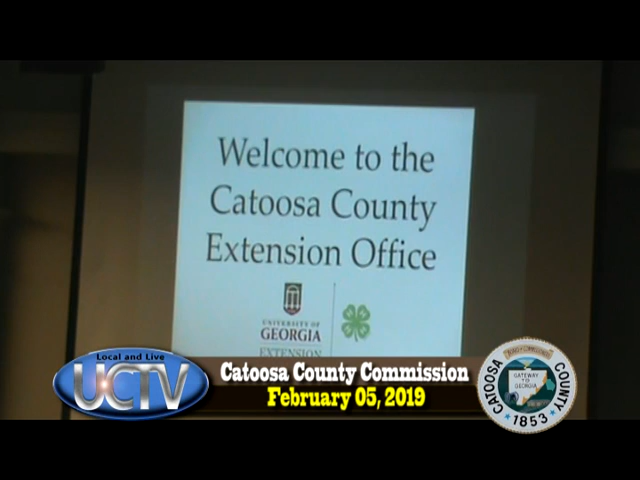 Welcome to the
Catoosa County
Extension Office
UNIVERSITY OF
GEORGIA
EXTENSION
Local and Live
UCTV
Catoosa County Commission
February 05, 2019
GATEWAY TO
GEORGIA
CATOOSA COUNTY
1853